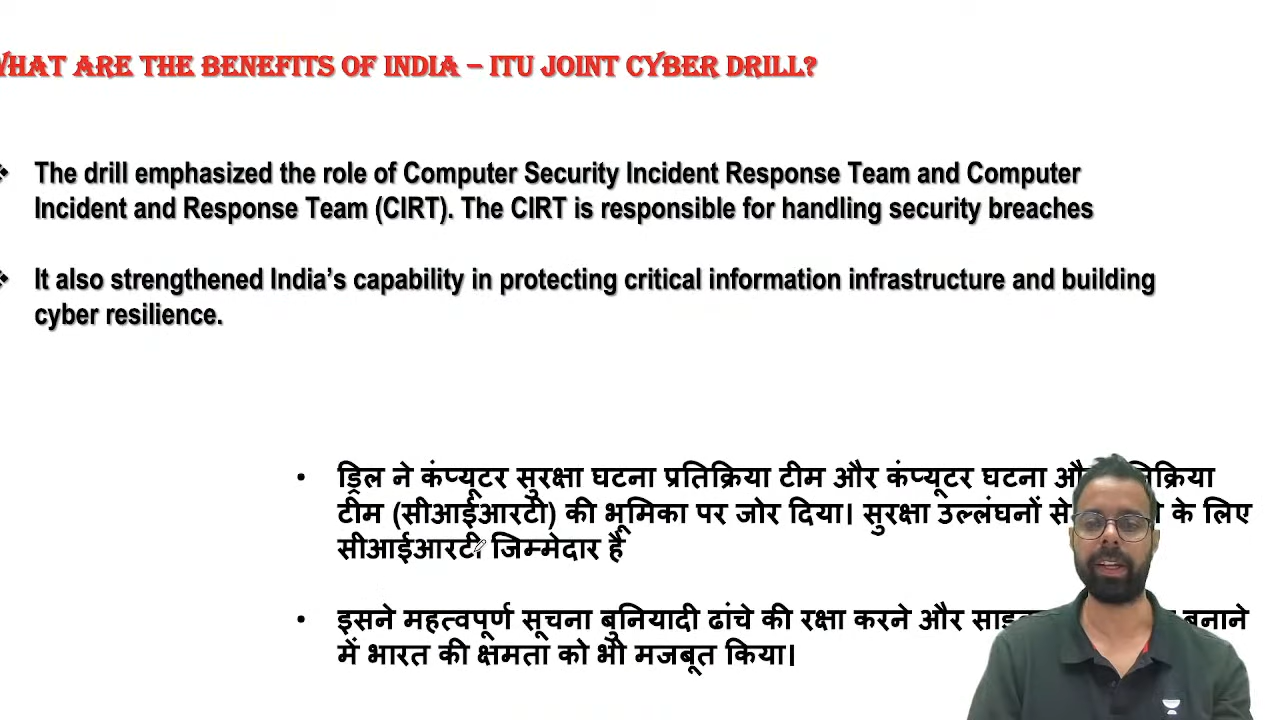 WHAT ARE THE BENEFITS OF INDIA – ITU JOINT CYBER DRILL?
The drill emphasized the role of Computer Security Incident Response Team and Computer
Incident and Response Team (CIRT). The CIRT is responsible for handling security breaches
It also strengthened India’s capability in protecting critical information infrastructure and building
cyber resilience.
• ड्रिल ने कंप्यूटर सुरक्षा घटना प्रतिक्रिया टीम और कंप्यूटर घटना
टीम (सीआईआरटी) की भूमिका पर जोर दिया। सुरक्षा उल्लंघनों से के लिए
सीआईआरटी जिम्मेदार है
• इसने महत्वपूर्ण सूचना बुनियादी ढांचे की रक्षा करने और बनाने
में भारत की क्षमता को भी मजबूत किया।